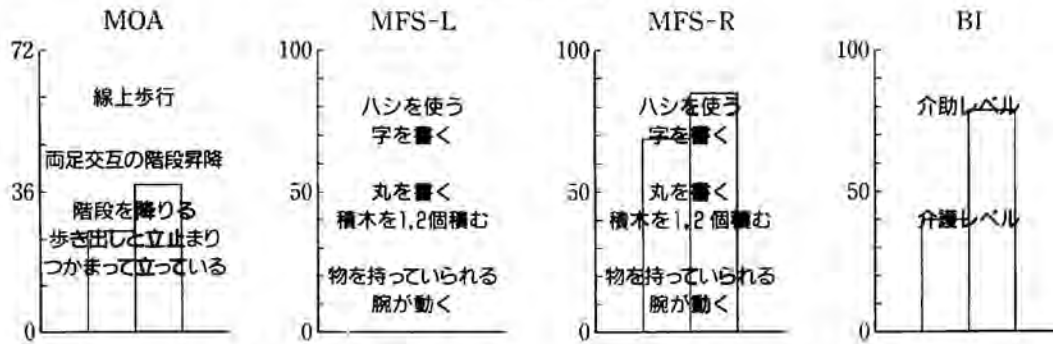 MOA
72
36
0
線上歩行
両足交互の階段昇降
階段を降りる
歩き出しと立止まり
つかまって立っている
MFS-L
100
50
0
ハシを使う
字を書く
丸を書く
積木を1,2個積む
物を持っていられる
腕が動く
MFS-R
100
50
0
ハシを使う
字を書く
丸を書く
積木を1,2個積む
物を持っていられる
腕が動く
BI
100
50
0
介助レベル
介護レベル